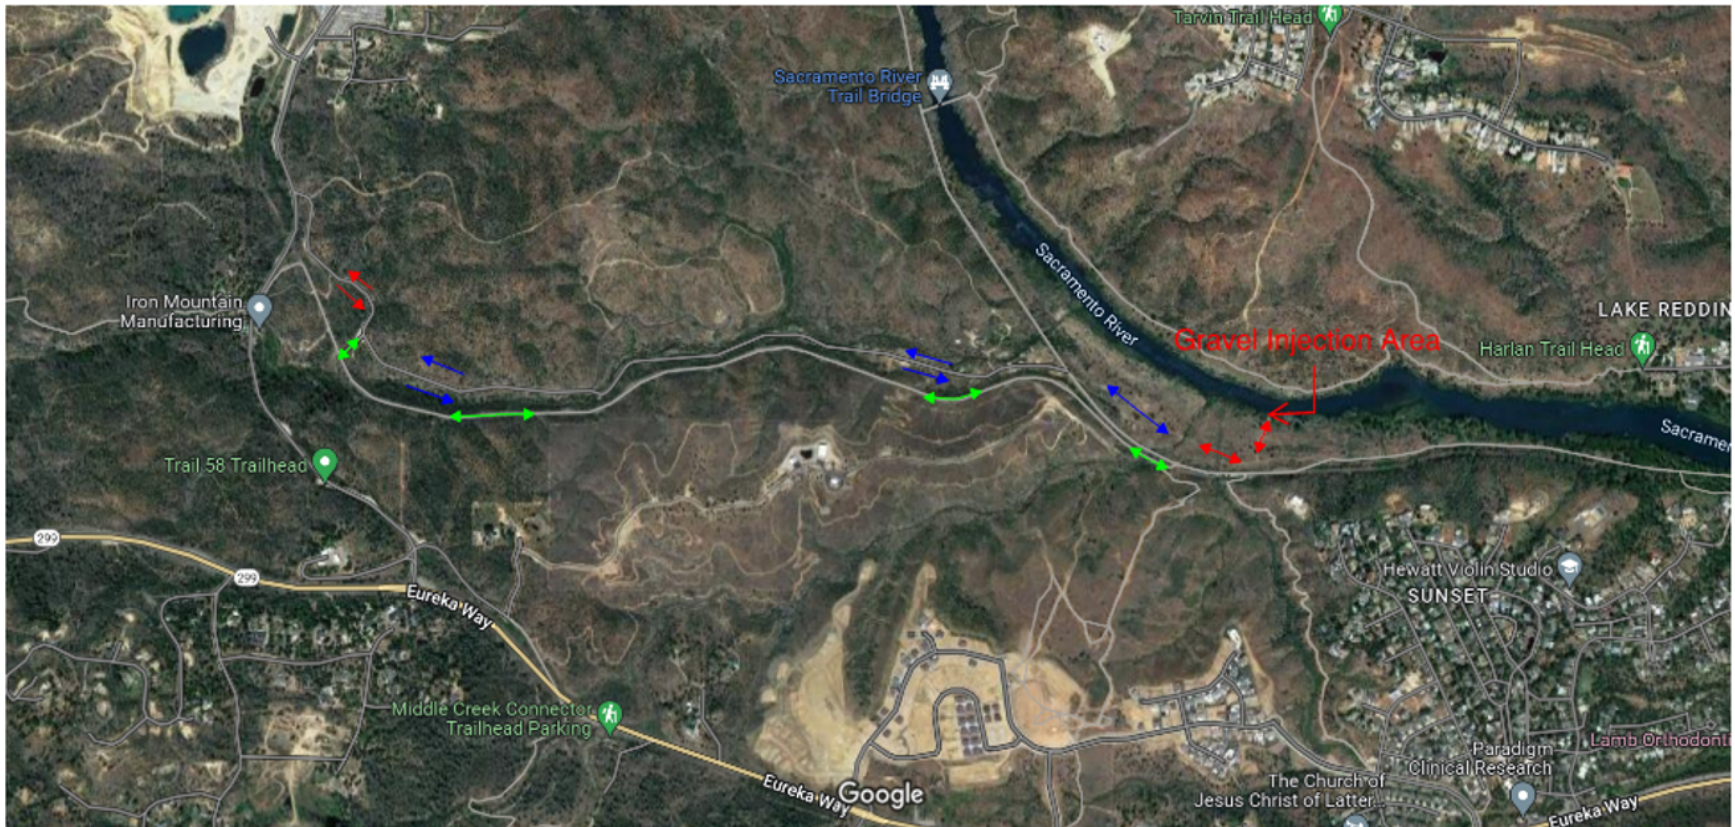 Tarvin Trail Head
Sacramento River
Trail Bridge
Sacramento River
Iron Mountain
Manufacturing
LAKE REDDIN
Gravel Injection Area
Harlan Trail Head
Sacramen
Trail 58 Trailhead
299
299
Eureka Way
Hewatt Violin Studio
SUNSET
Middle Creek Connector
Trailhead Parking
Lamb Orthodonti
Paradigm
Clinical Research
Eureka Way
Google
The Church of
Jesus Christ of Latter...
Eureka Way